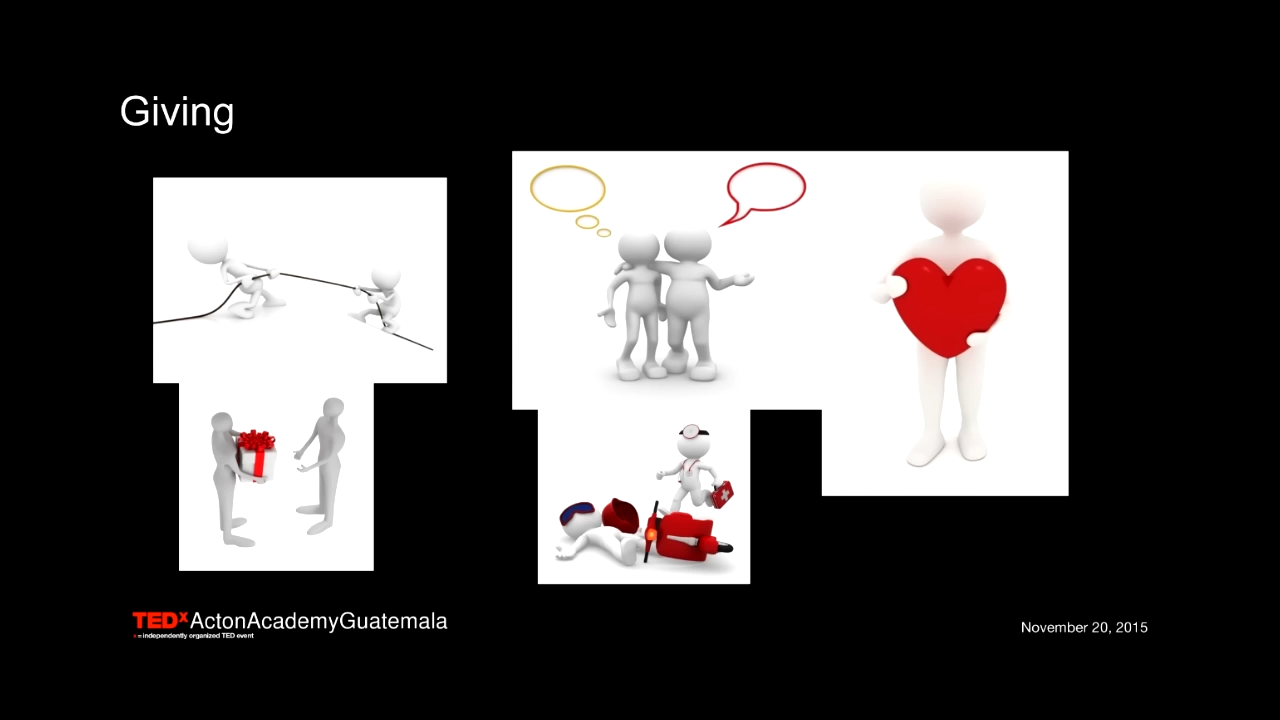 Giving
TEDxActonAcademyGuatemala
x = independently organized TED event
November 20, 2015